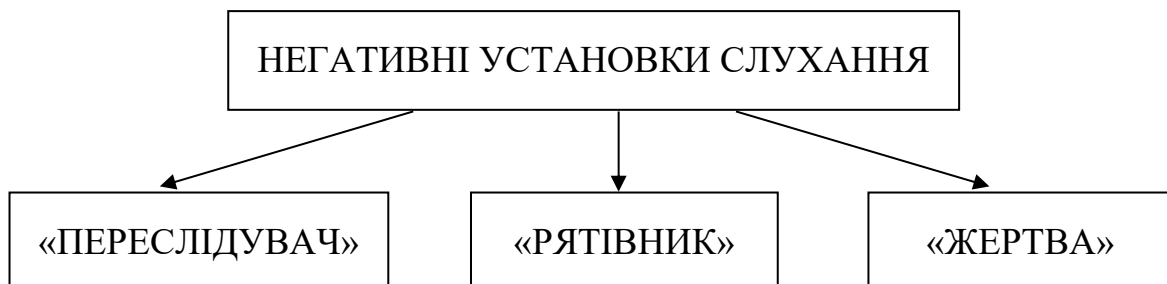 НЕГАТИВНІ УСТАНОВКИ СЛУХАННЯ
«ПЕРЕСЛІДУВАЧ»
«РЯТІВНИК»
«ЖЕРТВА»